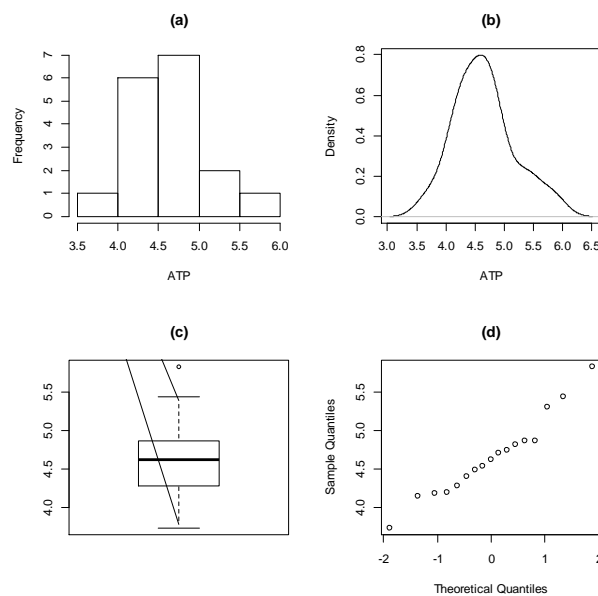 (a)
Frequency
0 1 2 3 4 5 6 7
3.5 4.0 4.5 5.0 5.5 6.0
ATP
(b)
Density
0.0 0.2 0.4 0.6 0.8
3.0 3.5 4.0 4.5 5.0 5.5 6.0 6.5
ATP
(c)
4.0 4.5 5.0 5.5
(d)
Sample Quantiles
4.0 4.5 5.0 5.5
-2 -1 0 1 2
Theoretical Quantiles